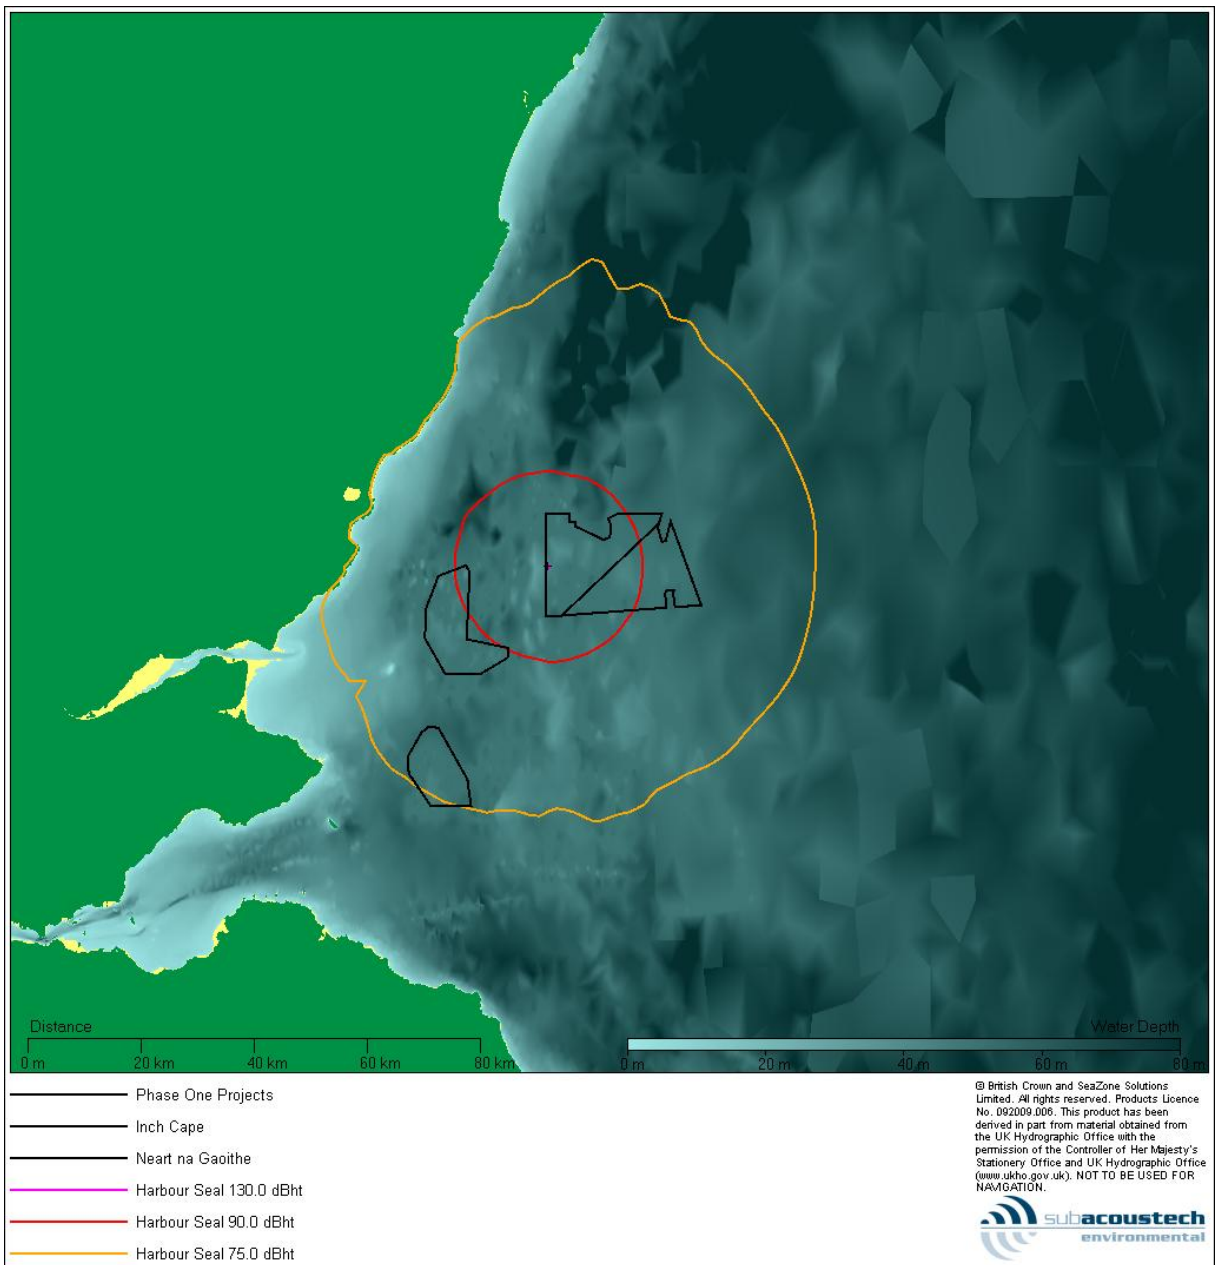 Distance
0 m 20 km 40 km 60 km 80 km
Water Depth
0 m 20 m 40 m 60 m 80 m
Phase One Projects
Inch Cape
Neart na Gaoithe
Harbour Seal 130.0 dBht
Harbour Seal 90.0 dBht
Harbour Seal 75.0 dBht
© British Crown and SeaZone Solutions
Limited. All rights reserved. Products Licence
No. 092009.006. This product has been
derived in part from material obtained from
the UK Hydrographic Office with the
permission of the Controller of Her Majesty's
Stationery Office and UK Hydrographic Office
(www.ukho.gov.uk). NOT TO BE USED FOR
NAVIGATION.
subacoustech
environmental